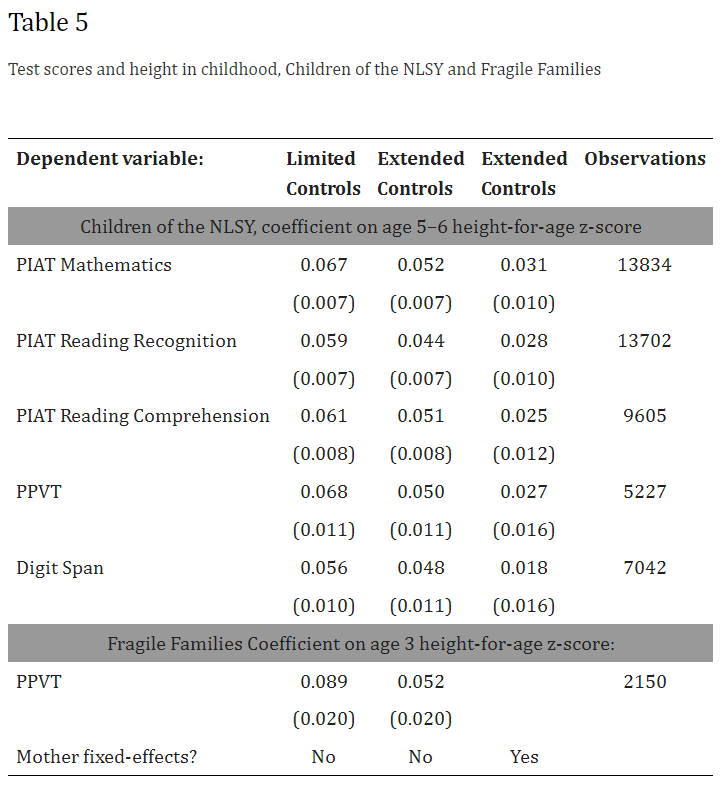 Table 5
Test scores and height in childhood, Children of the NLSY and Fragile Families
Dependent variable: Limited Controls Extended Controls Extended Controls Observations
Children of the NLSY, coefficient on age 5–6 height-for-age z-score
PIAT Mathematics 0.067 0.052 0.031 13834
(0.007) (0.007) (0.010)
PIAT Reading Recognition 0.059 0.044 0.028 13702
(0.007) (0.007) (0.010)
PIAT Reading Comprehension 0.061 0.051 0.025 9605
(0.008) (0.008) (0.012)
PPVT 0.068 0.050 0.027 5227
(0.011) (0.011) (0.016)
Digit Span 0.056 0.048 0.018 7042
(0.010) (0.011) (0.016)
Fragile Families Coefficient on age 3 height-for-age z-score:
PPVT 0.089 0.052 2150
(0.020) (0.020)
Mother fixed-effects? No No Yes